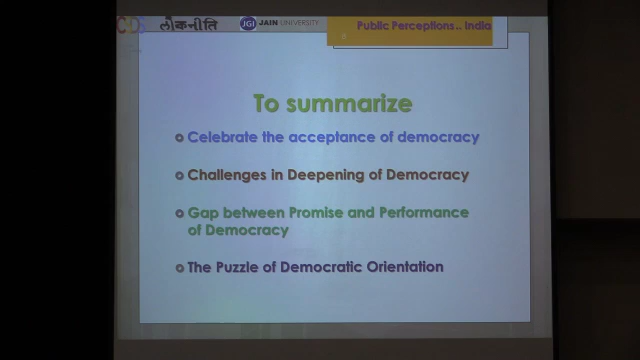 लोकनीति
JGI JAIN UNIVERSITY
Public Perceptions.. India
To summarize
Celebrate the acceptance of democracy
Challenges in Deepening of Democracy
Gap between Promise and Performance
of Democracy
The Puzzle of Democratic Orientation